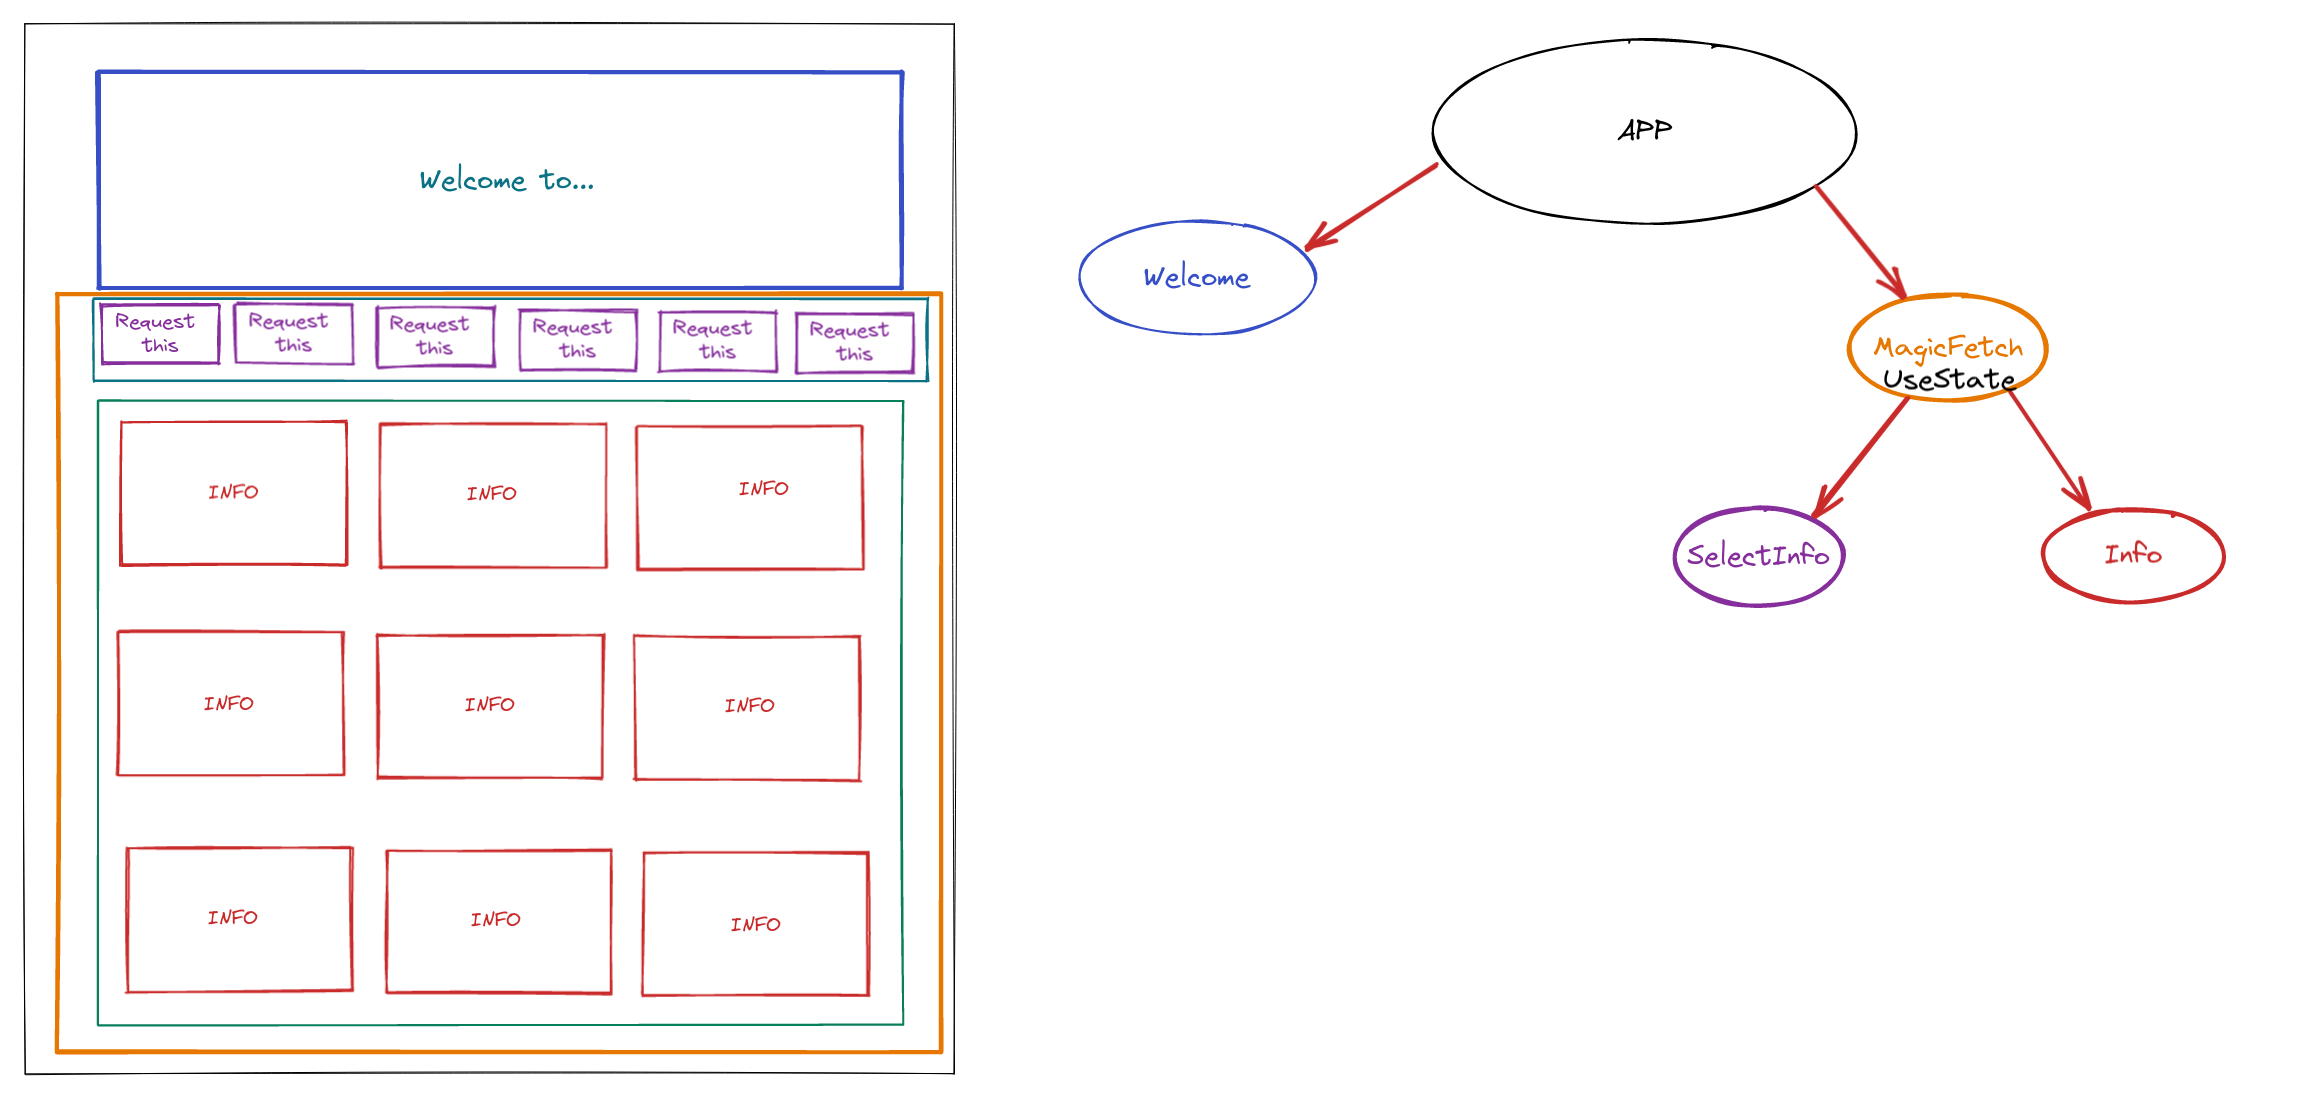 Welcome to...
Request
this
Request
this
Request
this
Request
this
Request
this
Request
this
INFO
INFO
INFO
INFO
INFO
INFO
INFO
INFO
INFO
APP
Welcome
MagicFetch
UseState
SelectInfo
Info